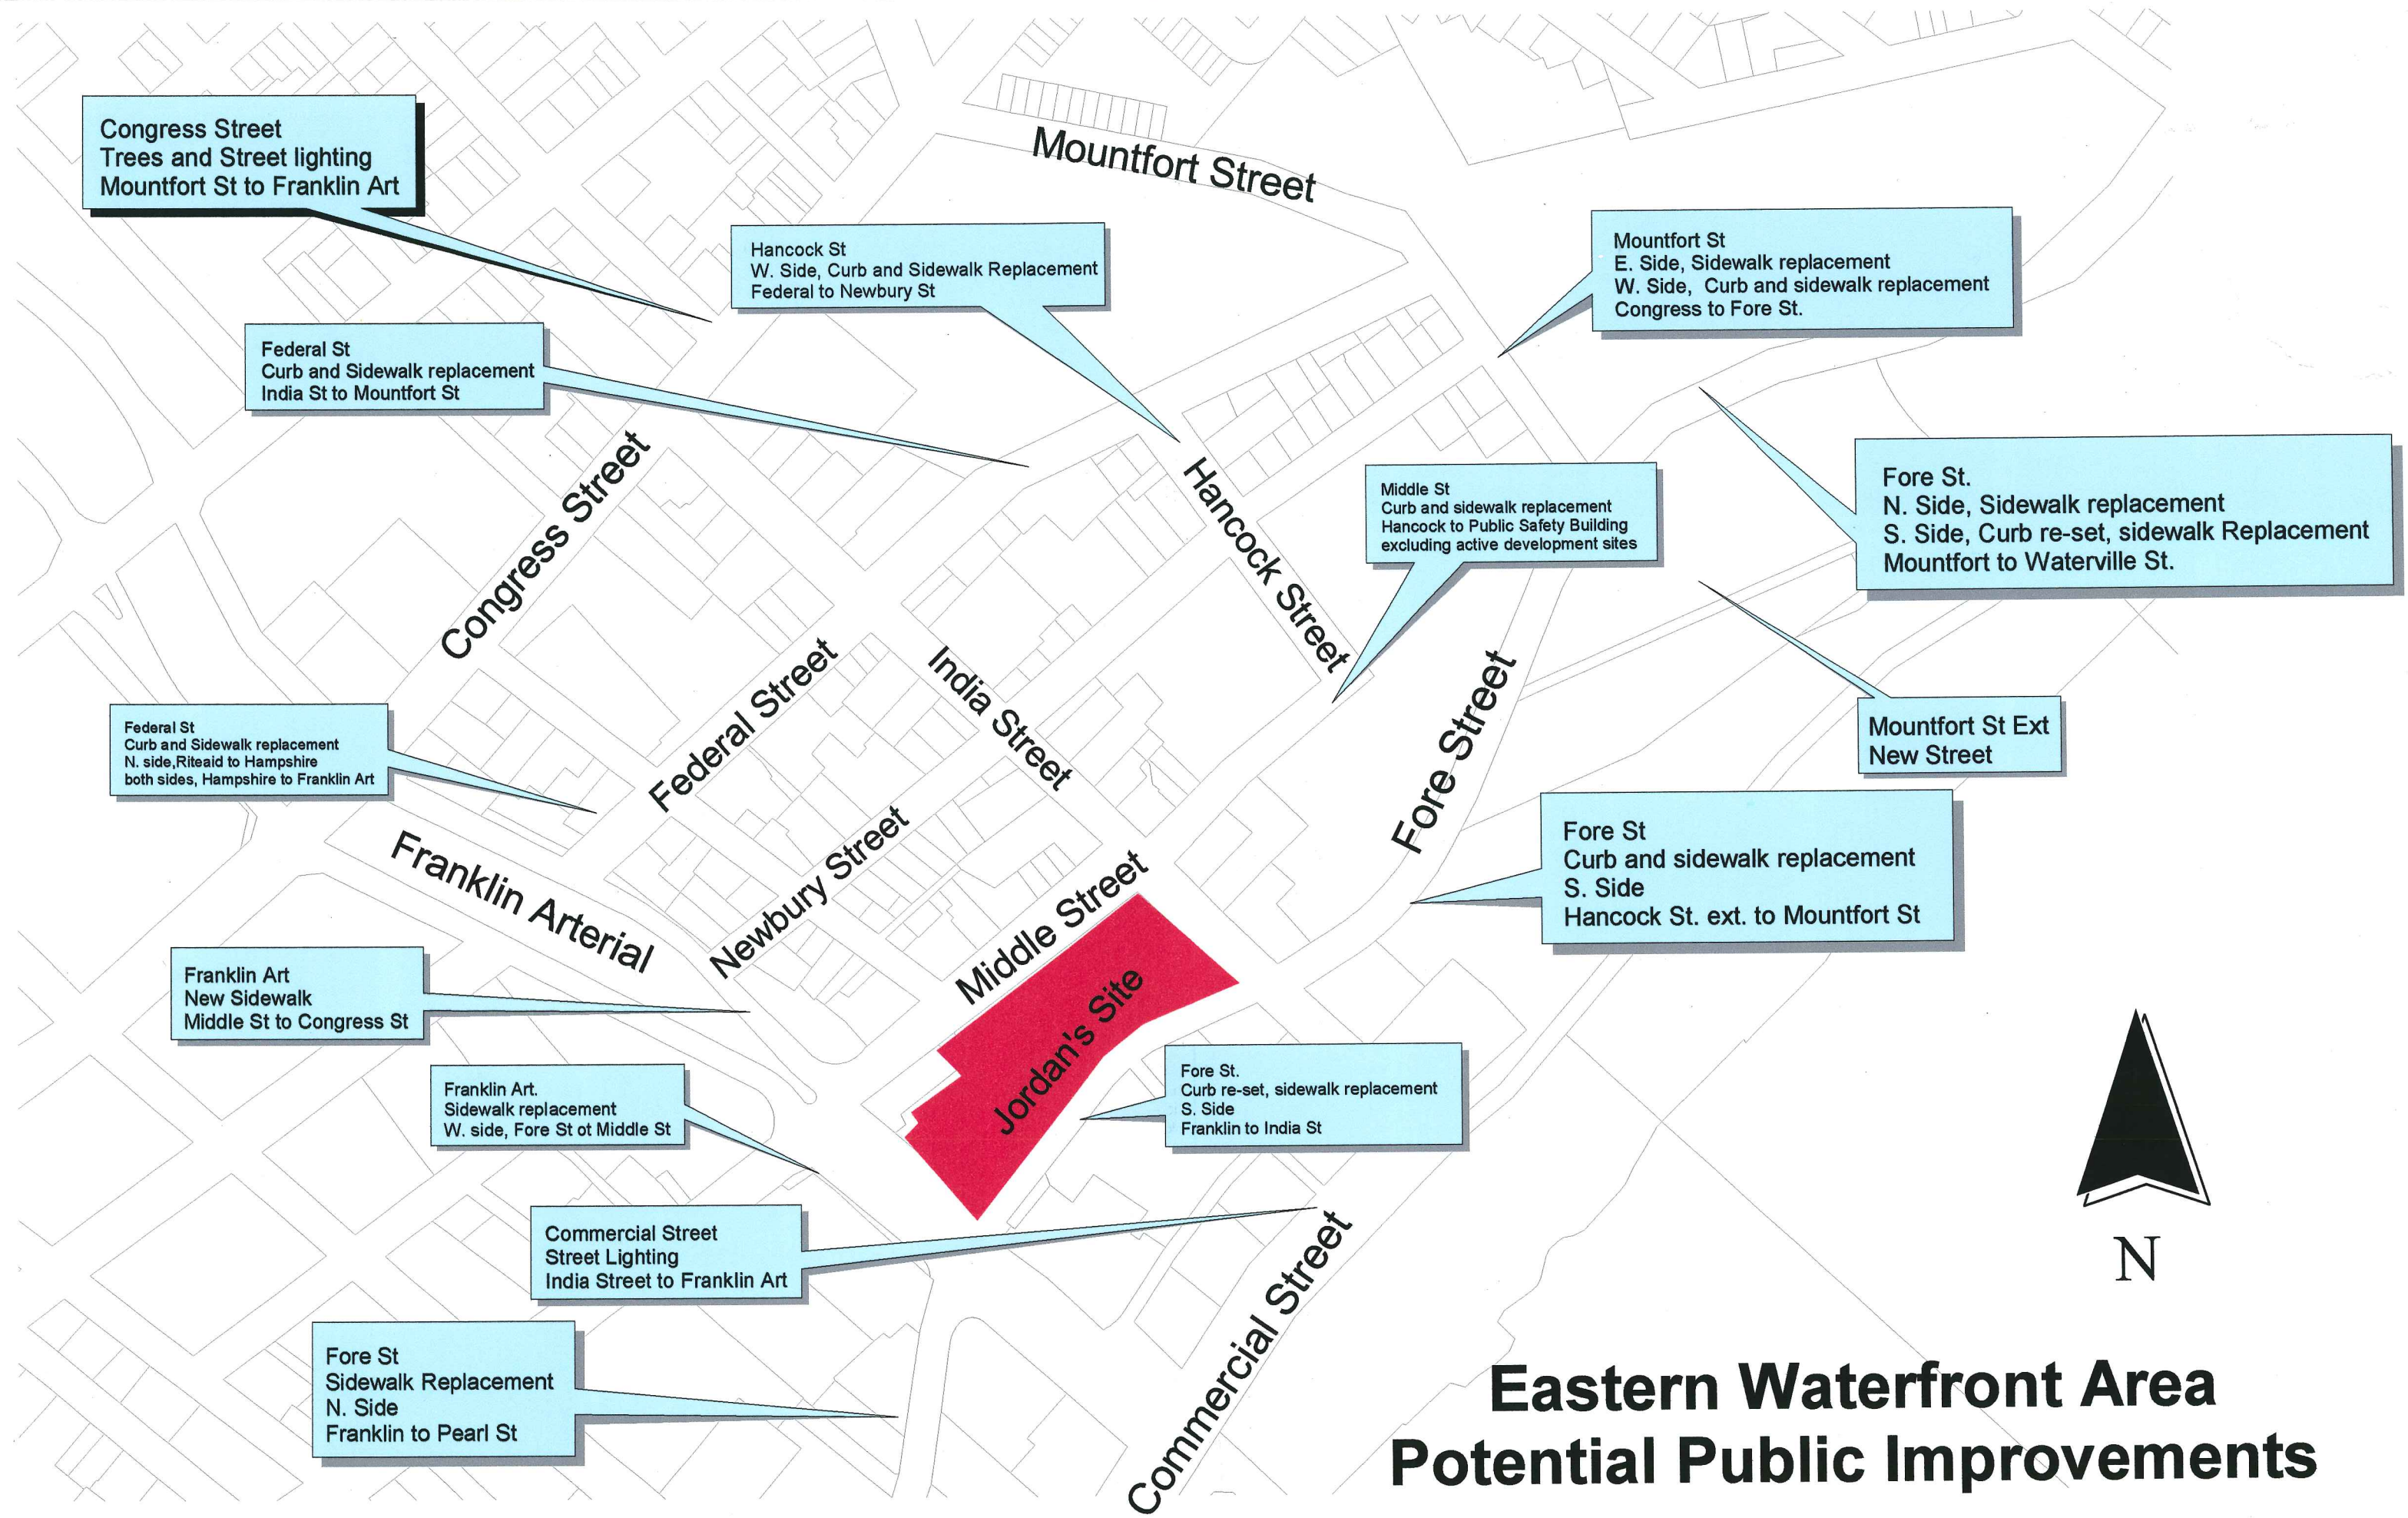 Congress Street
Trees and Street lighting
Mountfort St to Franklin Art
Mountfort Street
Hancock St
W. Side, Curb and Sidewalk Replacement
Federal to Newbury St
Mountfort St
E. Side, Sidewalk replacement
W. Side, Curb and sidewalk replacement
Congress to Fore St.
Federal St
Curb and Sidewalk replacement
India St to Mountfort St
Congress Street
Hancock Street
Middle St
Curb and sidewalk replacement
Hancock to Public Safety Building
excluding active development sites
Fore St.
N. Side, Sidewalk replacement
S. Side, Curb re-set, sidewalk Replacement
Mountfort to Waterville St.
Federal St
Curb and Sidewalk replacement
N. side,Riteaid to Hampshire
both sides, Hampshire to Franklin Art
Federal Street
India Street
Fore Street
Mountfort St Ext
New Street
Franklin Arterial
Newbury Street
Middle Street
Fore St
Curb and sidewalk replacement
S. Side
Hancock St. ext. to Mountfort St
Franklin Art
New Sidewalk
Middle St to Congress St
Jordan's Site
Franklin Art.
Sidewalk replacement
W. side, Fore St ot Middle St
Fore St.
Curb re-set, sidewalk replacement
S. Side
Franklin to India St
Commercial Street
Street Lighting
India Street to Franklin Art
Commercial Street
N
Fore St
Sidewalk Replacement
N. Side
Franklin to Pearl St
Eastern Waterfront Area
Potential Public Improvements